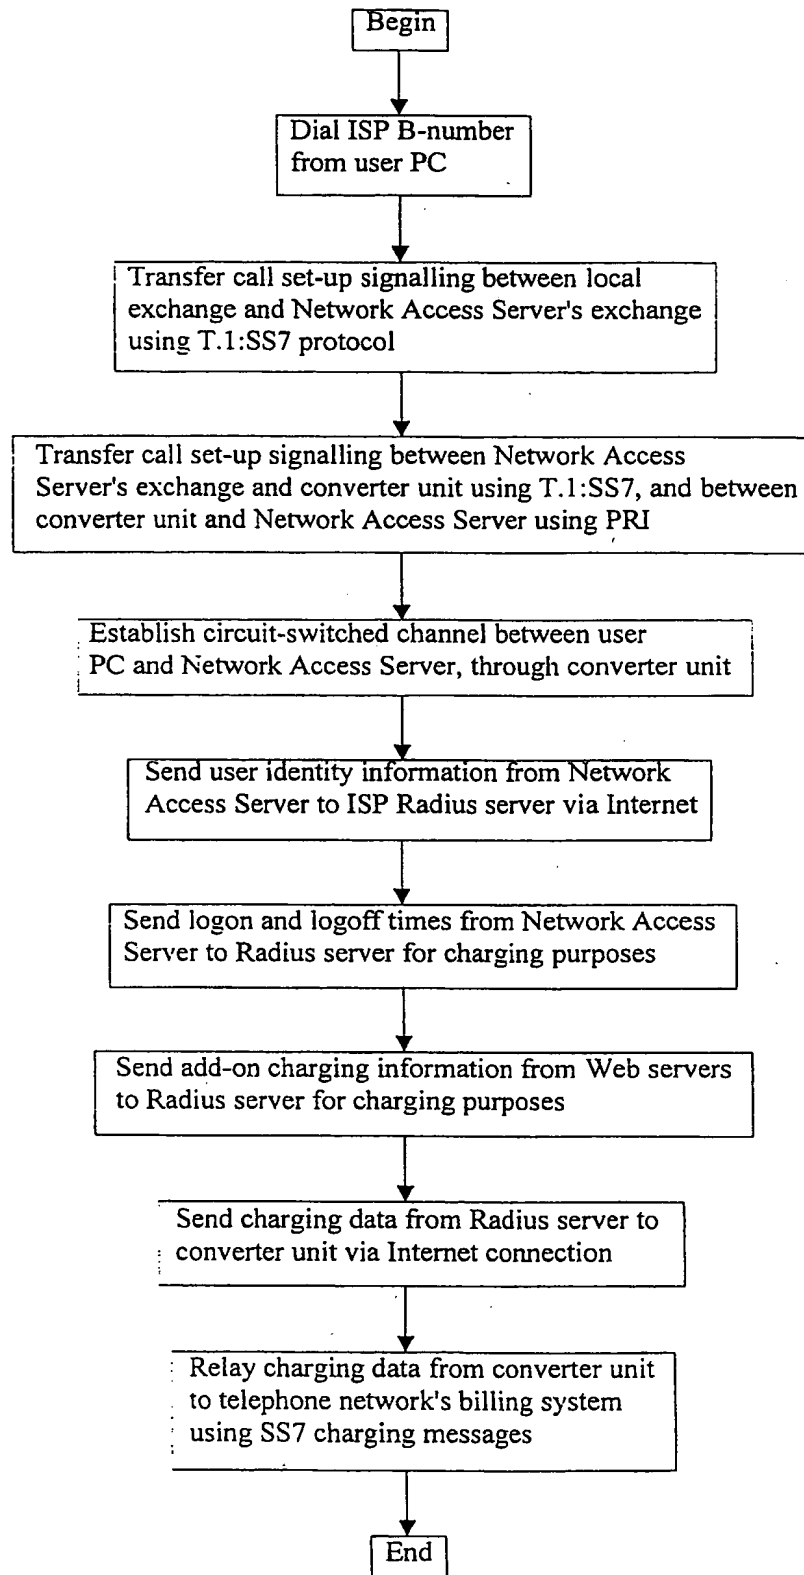 Begin
Dial ISP B-number
from user PC
Transfer call set-up signalling between local
exchange and Network Access Server's exchange
using T.1:SS7 protocol
Transfer call set-up signalling between Network Access
Server's exchange and converter unit using T.1:SS7, and between
converter unit and Network Access Server using PRI
Establish circuit-switched channel between user
PC and Network Access Server, through converter unit
Send user identity information from Network
Access Server to ISP Radius server via Internet
Send logon and logoff times from Network Access
Server to Radius server for charging purposes
Send add-on charging information from Web servers
to Radius server for charging purposes
Send charging data from Radius server to
converter unit via Internet connection
Relay charging data from converter unit
to telephone network's billing system
using SS7 charging messages
End